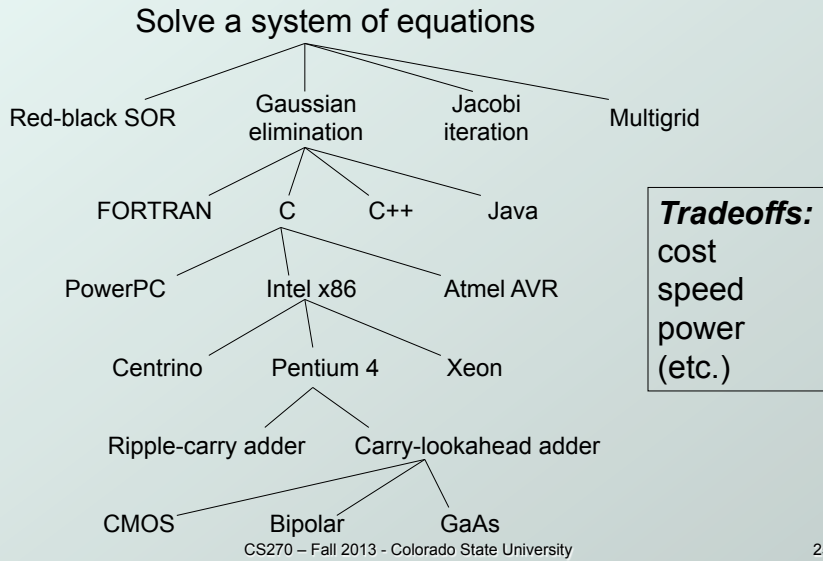 Solve a system of equations
Red-black SOR
Gaussian
elimination
Jacobi
iteration
Multigrid
FORTRAN
C
C++
Java
Tradeoffs:
cost
speed
power
(etc.)
PowerPC
Intel x86
Atmel AVR
Centrino
Pentium 4
Xeon
Ripple-carry adder
Carry-lookahead adder
CMOS
Bipolar
GaAs
CS270 – Fall 2013 - Colorado State University